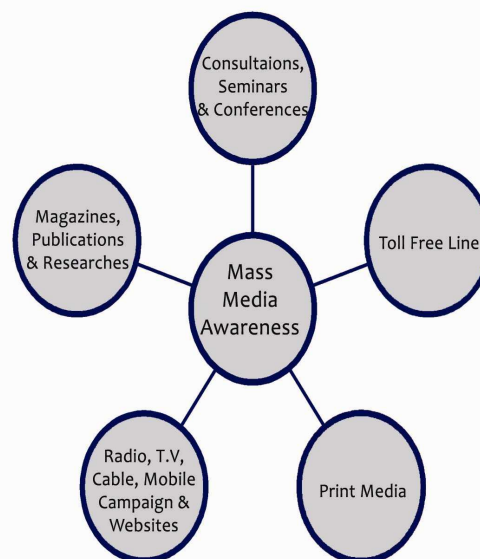 Consultaions,
Seminars
& Conferences
Magazines,
Publications
& Researches
Toll Free Line
Mass
Media
Awareness
Radio, T.V,
Cable, Mobile
Campaign &
Websites
Print Media